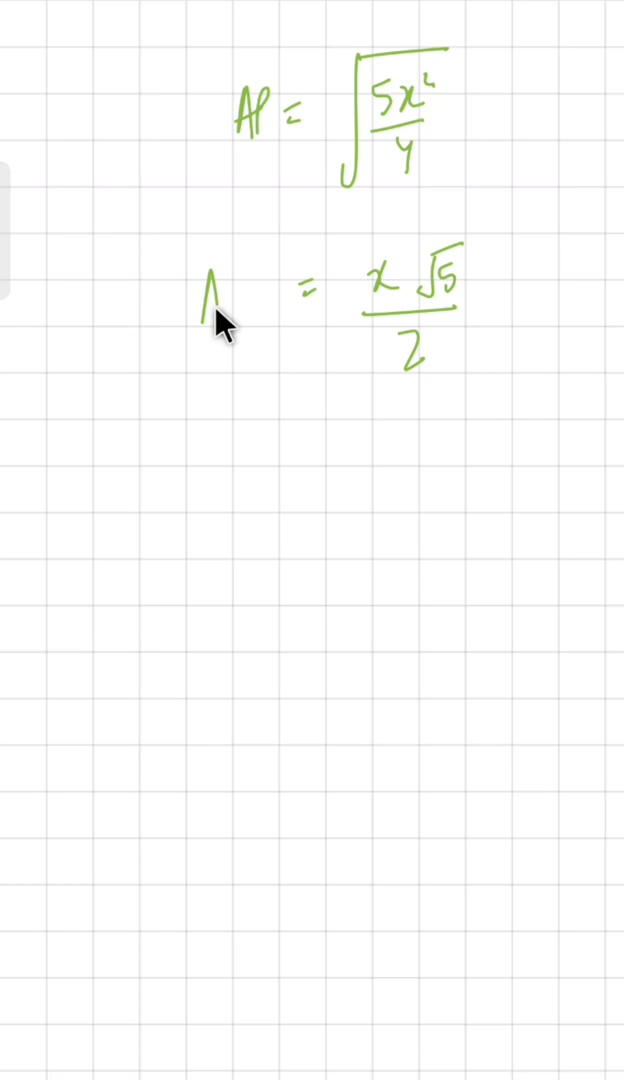 AP = √(5x²/4)
A = x√5/2